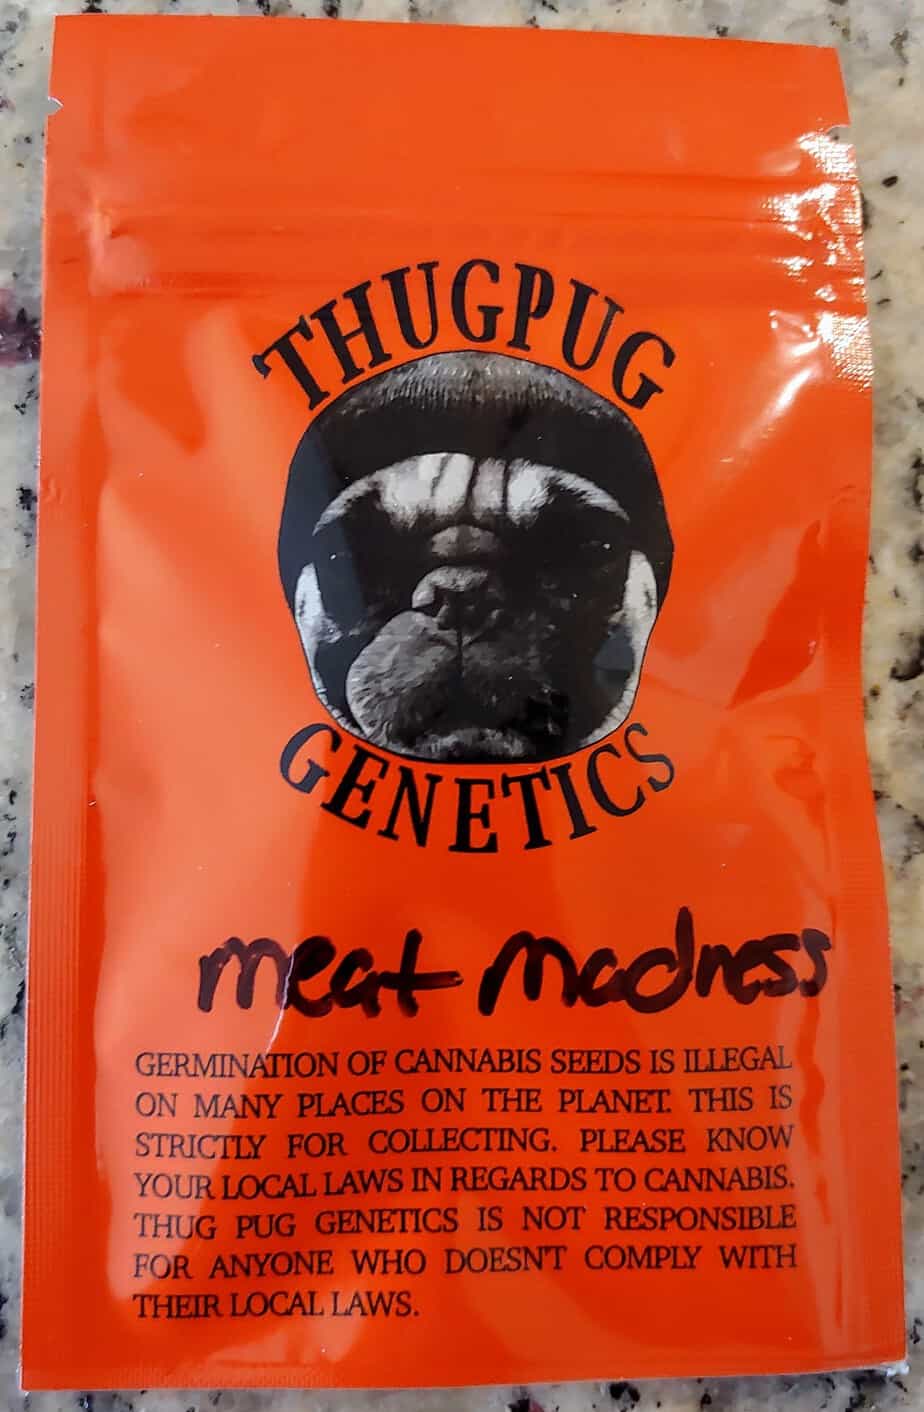 THUGPUG
GENETICS
meat madness
GERMINATION OF CANNABIS SEEDS IS ILLEGAL
ON MANY PLACES ON THE PLANET. THIS IS
STRICTLY FOR COLLECTING. PLEASE KNOW
YOUR LOCAL LAWS IN REGARDS TO CANNABIS.
THUG PUG GENETICS IS NOT RESPONSIBLE
FOR ANYONE WHO DOESN'T COMPLY WITH
THEIR LOCAL LAWS.